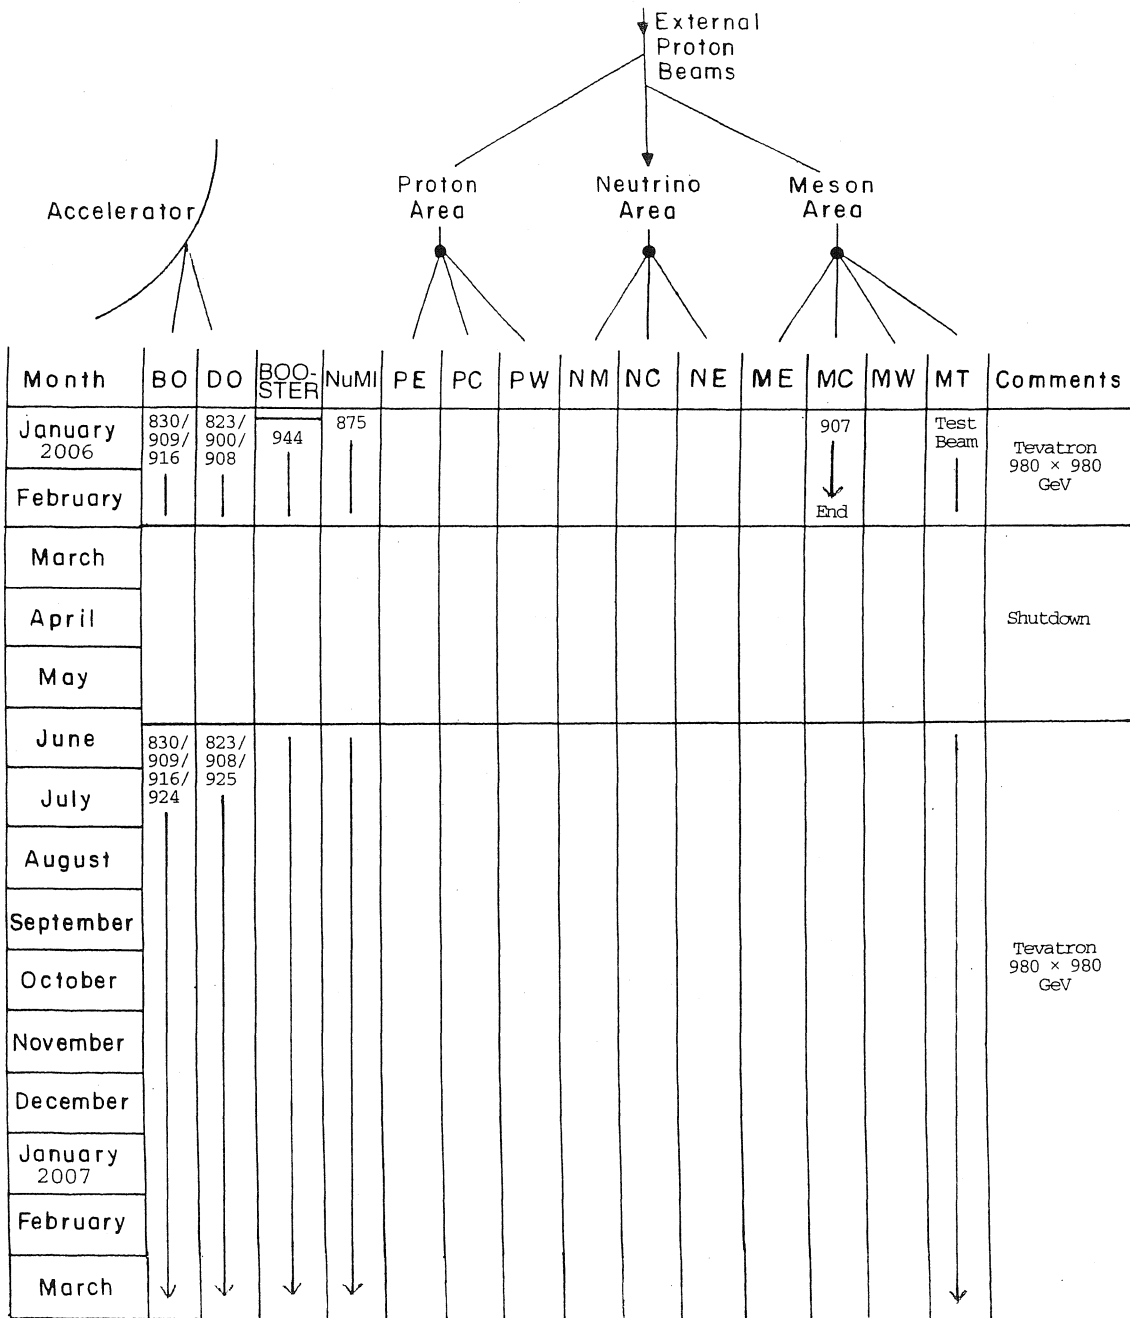 External
Proton
Beams
Accelerator
Proton
Area
Neutrino
Area
Meson
Area
Month BO DO BOO-STER NuMI PE PC PW NM NC NE ME MC MW MT Comments
January
2006
830/
909/
916
823/
900/
908
944
875
907
Test
Beam
Tevatron
980 × 980
GeV
February
End
March
April
Shutdown
May
June
830/
909/
916/
924
823/
908/
925
July
August
September
October
Tevatron
980 × 980
GeV
November
December
January
2007
February
March